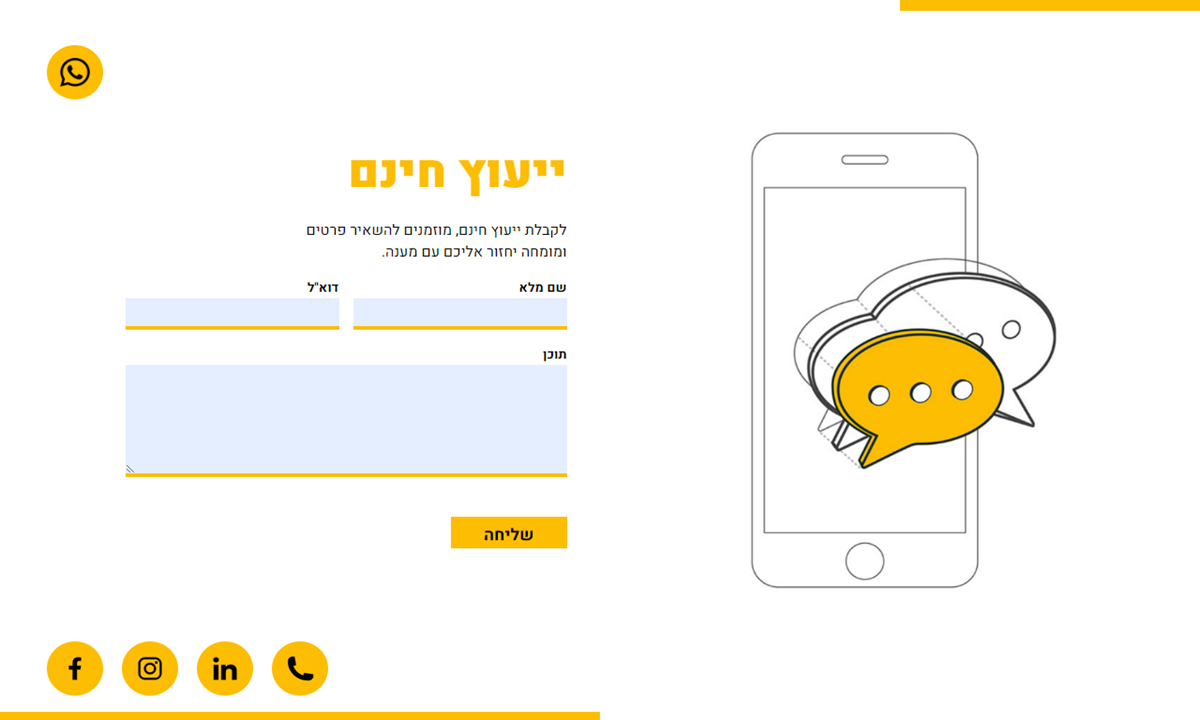 ייעוץ חינם
לקבלת ייעוץ חינם, מוזמנים להשאיר פרטים
ומומחה יחזור אליכם עם מענה.
שם מלא
דוא"ל
תוכן
שליחה